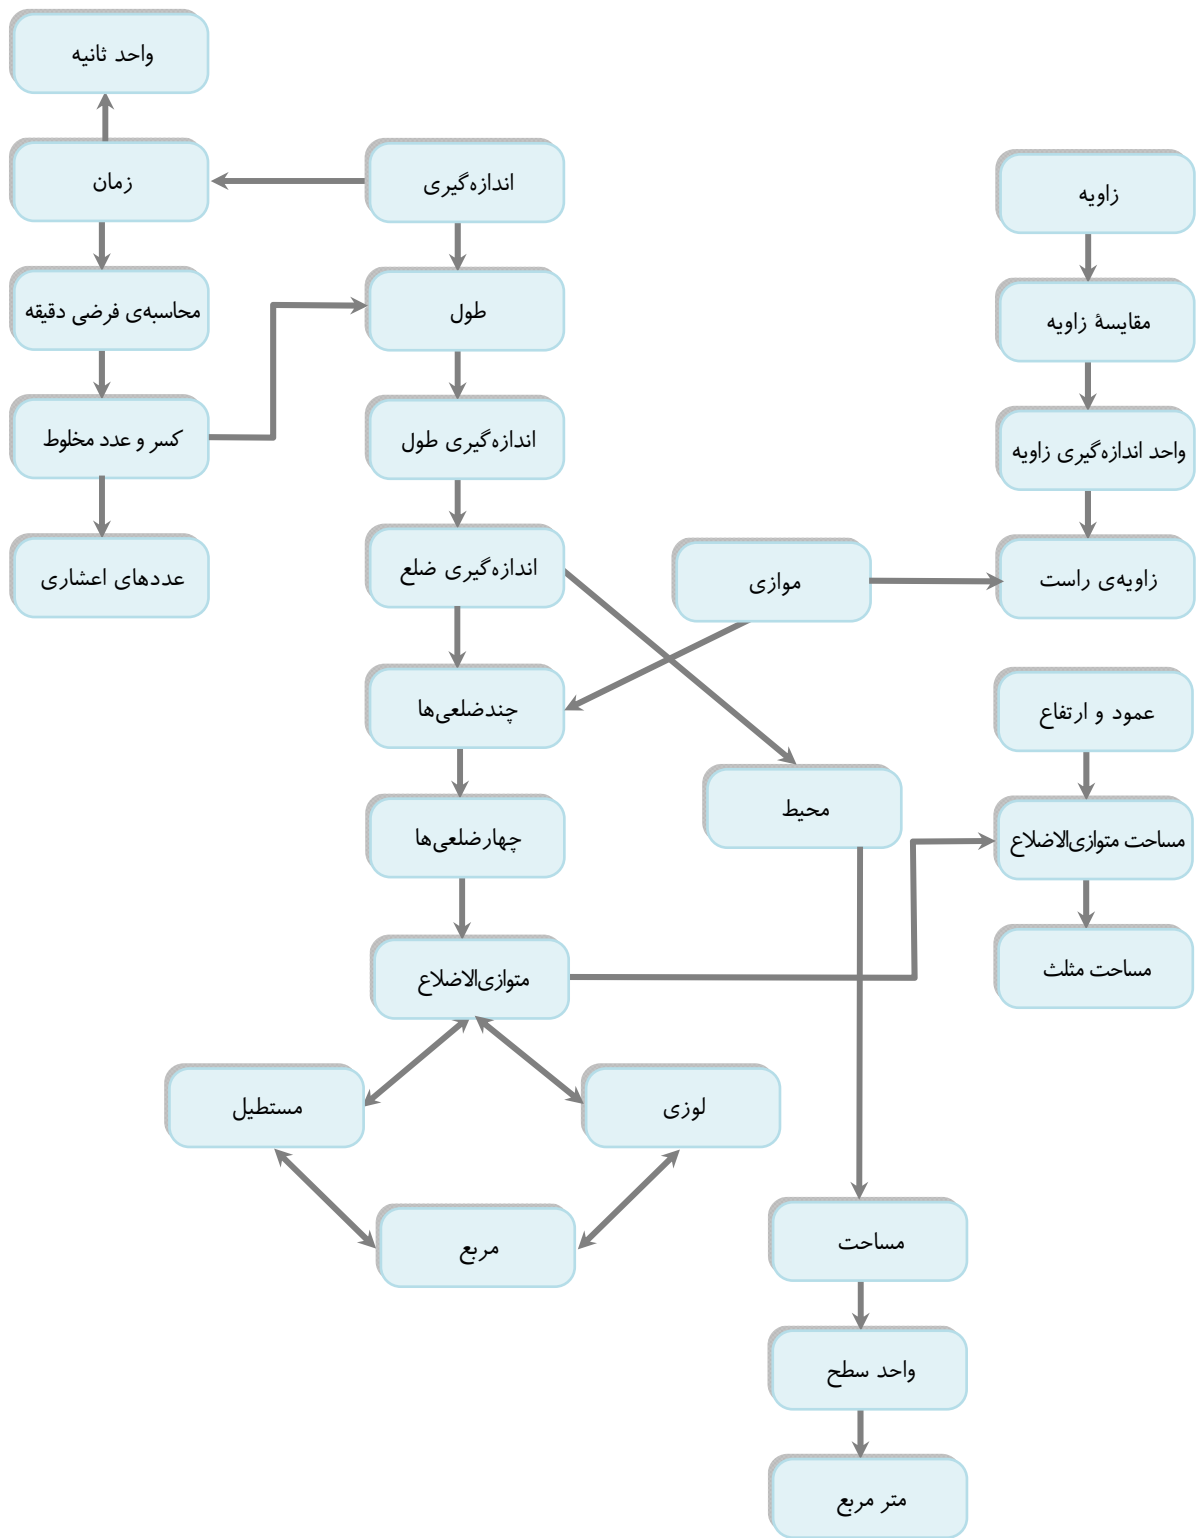 واحد ثانیه
زمان
اندازه‌گیری
زاویه
محاسبه‌ی فرضی دقیقه
طول
مقایسهٔ زاویه
کسر و عدد مخلوط
اندازه‌گیری طول
واحد اندازه‌گیری زاویه
عددهای اعشاری
اندازه‌گیری ضلع
موازی
زاویه‌ی راست
چندضلعی‌ها
عمود و ارتفاع
محیط
چهارضلعی‌ها
مساحت متوازی‌الاضلاع
متوازی‌الاضلاع
مساحت مثلث
مستطیل
لوزی
مربع
مساحت
واحد سطح
متر مربع